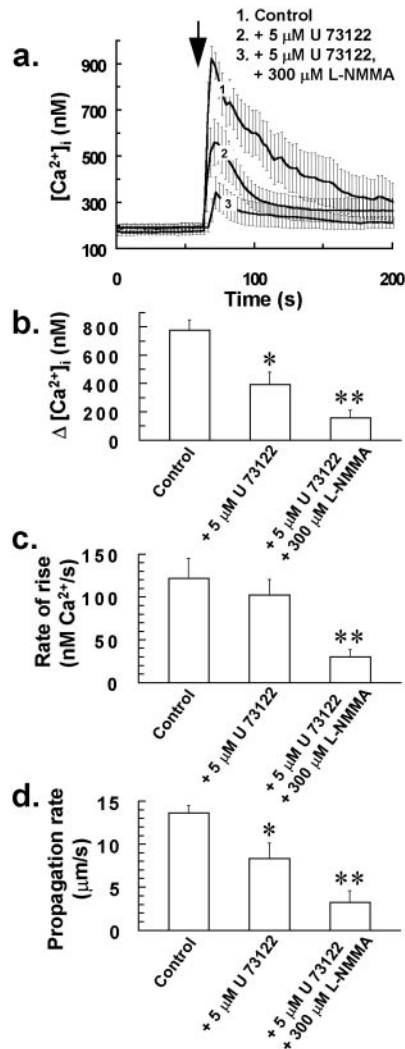 1. Control
2. + 5 μM U 73122
3. + 5 μM U 73122,
+ 300 μM L-NMMA
a.
[Ca²⁺]ᵢ (nM)
900
700
500
300
100
1
2
3
0
100
200
Time (s)
b.
Δ [Ca²⁺]ᵢ (nM)
800
600
400
200
0
*
**
Control
+ 5 μM U 73122
+ 5 μM U 73122
+ 300 μM L-NMMA
c.
Rate of rise
(nM Ca²⁺/s)
150
100
50
0
**
Control
+ 5 μM U 73122
+ 5 μM U 73122
+ 300 μM L-NMMA
d.
Propagation rate
(μm/s)
15
10
5
0
*
**
Control
+ 5 μM U 73122
+ 5 μM U 73122
+ 300 μM L-NMMA